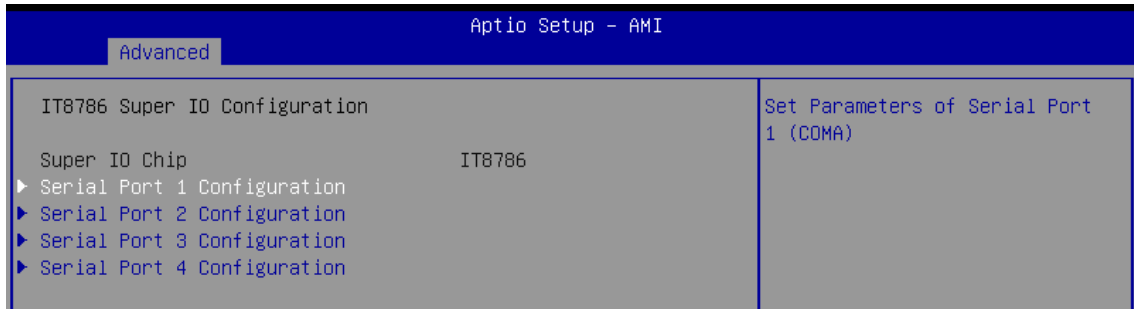 Aptio Setup – AMI
Advanced
IT8786 Super IO Configuration
Super IO Chip IT8786
Serial Port 1 Configuration
Serial Port 2 Configuration
Serial Port 3 Configuration
Serial Port 4 Configuration
Set Parameters of Serial Port
1 (COMA)